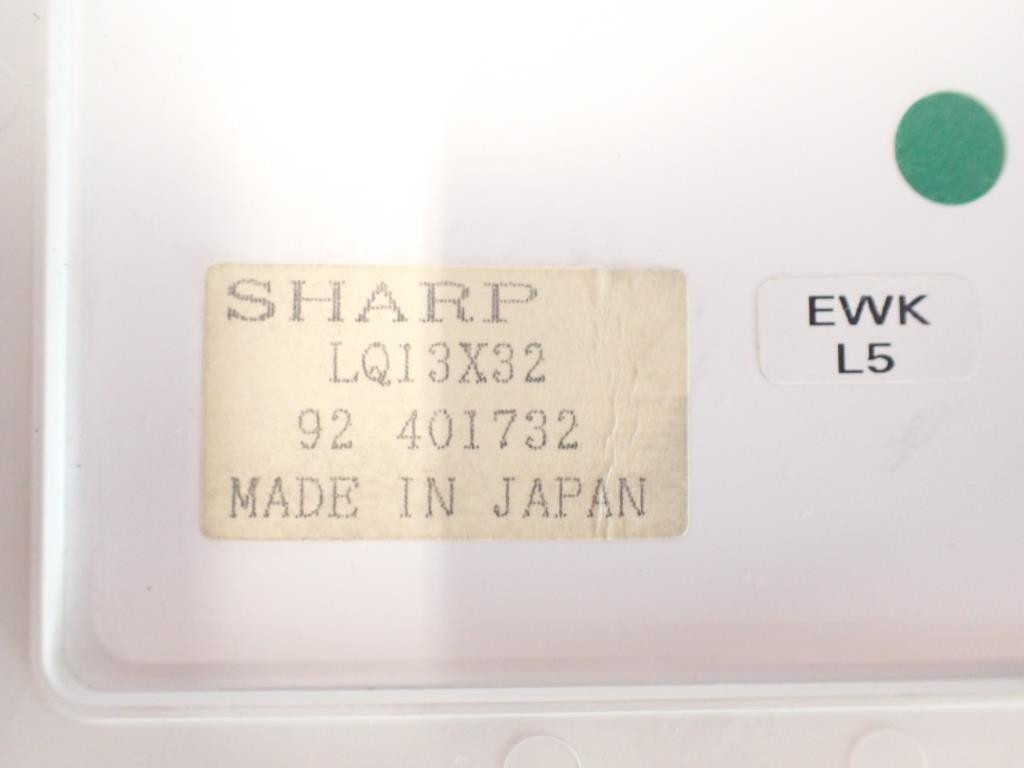 SHARP
LQ13X32
92 401732
MADE IN JAPAN
EWK
L5